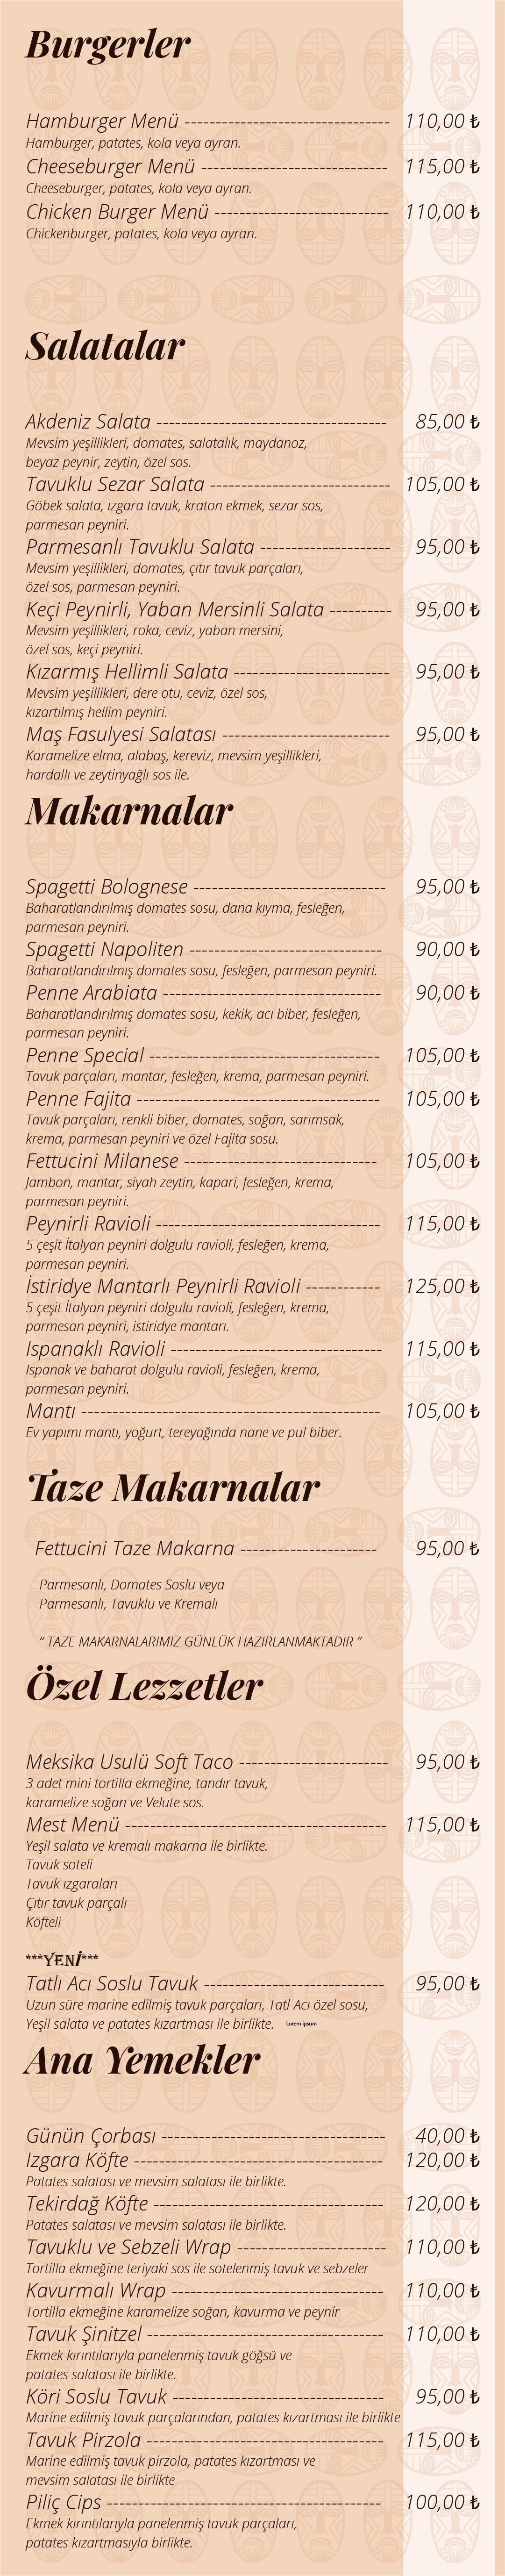 Burgerler
Hamburger Menü ------------------------------- 110,00 ₺
Hamburger, patates, kola veya ayran.
Cheeseburger Menü ---------------------------- 115,00 ₺
Cheeseburger, patates, kola veya ayran.
Chicken Burger Menü -------------------------- 110,00 ₺
Chickenburger, patates, kola veya ayran.
Salatalar
Akdeniz Salata ----------------------------------- 85,00 ₺
Mevsim yeşillikleri, domates, salatalık, maydanoz,
beyaz peynir, zeytin, özel sos.
Tavuklu Sezar Salata --------------------------- 105,00 ₺
Göbek salata, ızgara tavuk, kraton ekmek, sezar sos,
parmesan peyniri.
Parmesanlı Tavuklu Salata -------------------- 95,00 ₺
Mevsim yeşillikleri, domates, çıtır tavuk parçaları,
özel sos, parmesan peyniri.
Keçi Peynirli, Yaban Mersinli Salata ---------- 95,00 ₺
Mevsim yeşillikleri, roka, ceviz, yaban mersini,
özel sos, keçi peyniri.
Kızarmış Hellimli Salata ------------------------ 95,00 ₺
Mevsim yeşillikleri, dere otu, ceviz, özel sos,
kızartılmış hellim peyniri.
Maş Fasulyesi Salatası -------------------------- 95,00 ₺
Karamelize elma, alabaş, kereviz, mevsim yeşillikleri,
hardallı ve zeytinyağlı sos ile.
Makarnalar
Spagetti Bolognese ----------------------------- 95,00 ₺
Baharatlandırılmış domates sosu, dana kıyma, fesleğen,
parmesan peyniri.
Spagetti Napoliten ----------------------------- 90,00 ₺
Baharatlandırılmış domates sosu, fesleğen, parmesan peyniri.
Penne Arabiata --------------------------------- 90,00 ₺
Baharatlandırılmış domates sosu, kekik, acı biber, fesleğen,
parmesan peyniri.
Penne Special ----------------------------------- 105,00 ₺
Tavuk parçaları, mantar, fesleğen, krema, parmesan peyniri.
Penne Fajita ------------------------------------- 105,00 ₺
Tavuk parçaları, renkli biber, domates, soğan, sarımsak,
krema, parmesan peyniri ve özel Fajita sosu.
Fettucini Milanese ----------------------------- 105,00 ₺
Jambon, mantar, siyah zeytin, kapari, fesleğen, krema,
parmesan peyniri.
Peynirli Ravioli ---------------------------------- 115,00 ₺
5 çeşit İtalyan peyniri dolgulu ravioli, fesleğen, krema,
parmesan peyniri.
İstiridye Mantarlı Peynirli Ravioli ----------- 125,00 ₺
5 çeşit İtalyan peyniri dolgulu ravioli, fesleğen, krema,
parmesan peyniri, istiridye mantarı.
Ispanaklı Ravioli -------------------------------- 115,00 ₺
Ispanak ve baharat dolgulu ravioli, fesleğen, krema,
parmesan peyniri.
Mantı --------------------------------------------- 105,00 ₺
Ev yapımı mantı, yoğurt, tereyağında nane ve pul biber.
Taze Makarnalar
Fettucini Taze Makarna --------------------- 95,00 ₺
Parmesanlı, Domates Soslu veya
Parmesanlı, Tavuklu ve Kremalı
“ TAZE MAKARNALARIMIZ GÜNLÜK HAZIRLANMAKTADIR ”
Özel Lezzetler
Meksika Usulü Soft Taco ----------------------- 95,00 ₺
3 adet mini tortilla ekmeğine, tandır tavuk,
karamelize soğan ve Velute sos.
Mest Menü ---------------------------------------- 115,00 ₺
Yeşil salata ve kremalı makarna ile birlikte.
Tavuk soteli
Tavuk ızgaraları
Çıtır tavuk parçalı
Köfteli
***YENİ***
Tatlı Acı Soslu Tavuk --------------------------- 95,00 ₺
Uzun süre marine edilmiş tavuk parçaları, Tatl-Acı özel sosu,
Yeşil salata ve patates kızartması ile birlikte. Lorem ipsum
Ana Yemekler
Günün Çorbası ---------------------------------- 40,00 ₺
Izgara Köfte -------------------------------------- 120,00 ₺
Patates salatası ve mevsim salatası ile birlikte.
Tekirdağ Köfte ----------------------------------- 120,00 ₺
Patates salatası ve mevsim salatası ile birlikte.
Tavuklu ve Sebzeli Wrap ----------------------- 110,00 ₺
Tortilla ekmeğine teriyaki sos ile sotelenmiş tavuk ve sebzeler
Kavurmalı Wrap -------------------------------- 110,00 ₺
Tortilla ekmeğine karamelize soğan, kavurma ve peynir
Tavuk Şinitzel ------------------------------------ 110,00 ₺
Ekmek kırıntılarıyla panelenmiş tavuk göğsü ve
patates salatası ile birlikte.
Köri Soslu Tavuk -------------------------------- 95,00 ₺
Marine edilmiş tavuk parçalarından, patates kızartması ile birlikte
Tavuk Pirzola ------------------------------------ 115,00 ₺
Marine edilmiş tavuk pirzola, patates kızartması ve
mevsim salatası ile birlikte
Piliç Cips ----------------------------------------- 100,00 ₺
Ekmek kırıntılarıyla panelenmiş tavuk parçaları,
patates kızartmasıyla birlikte.